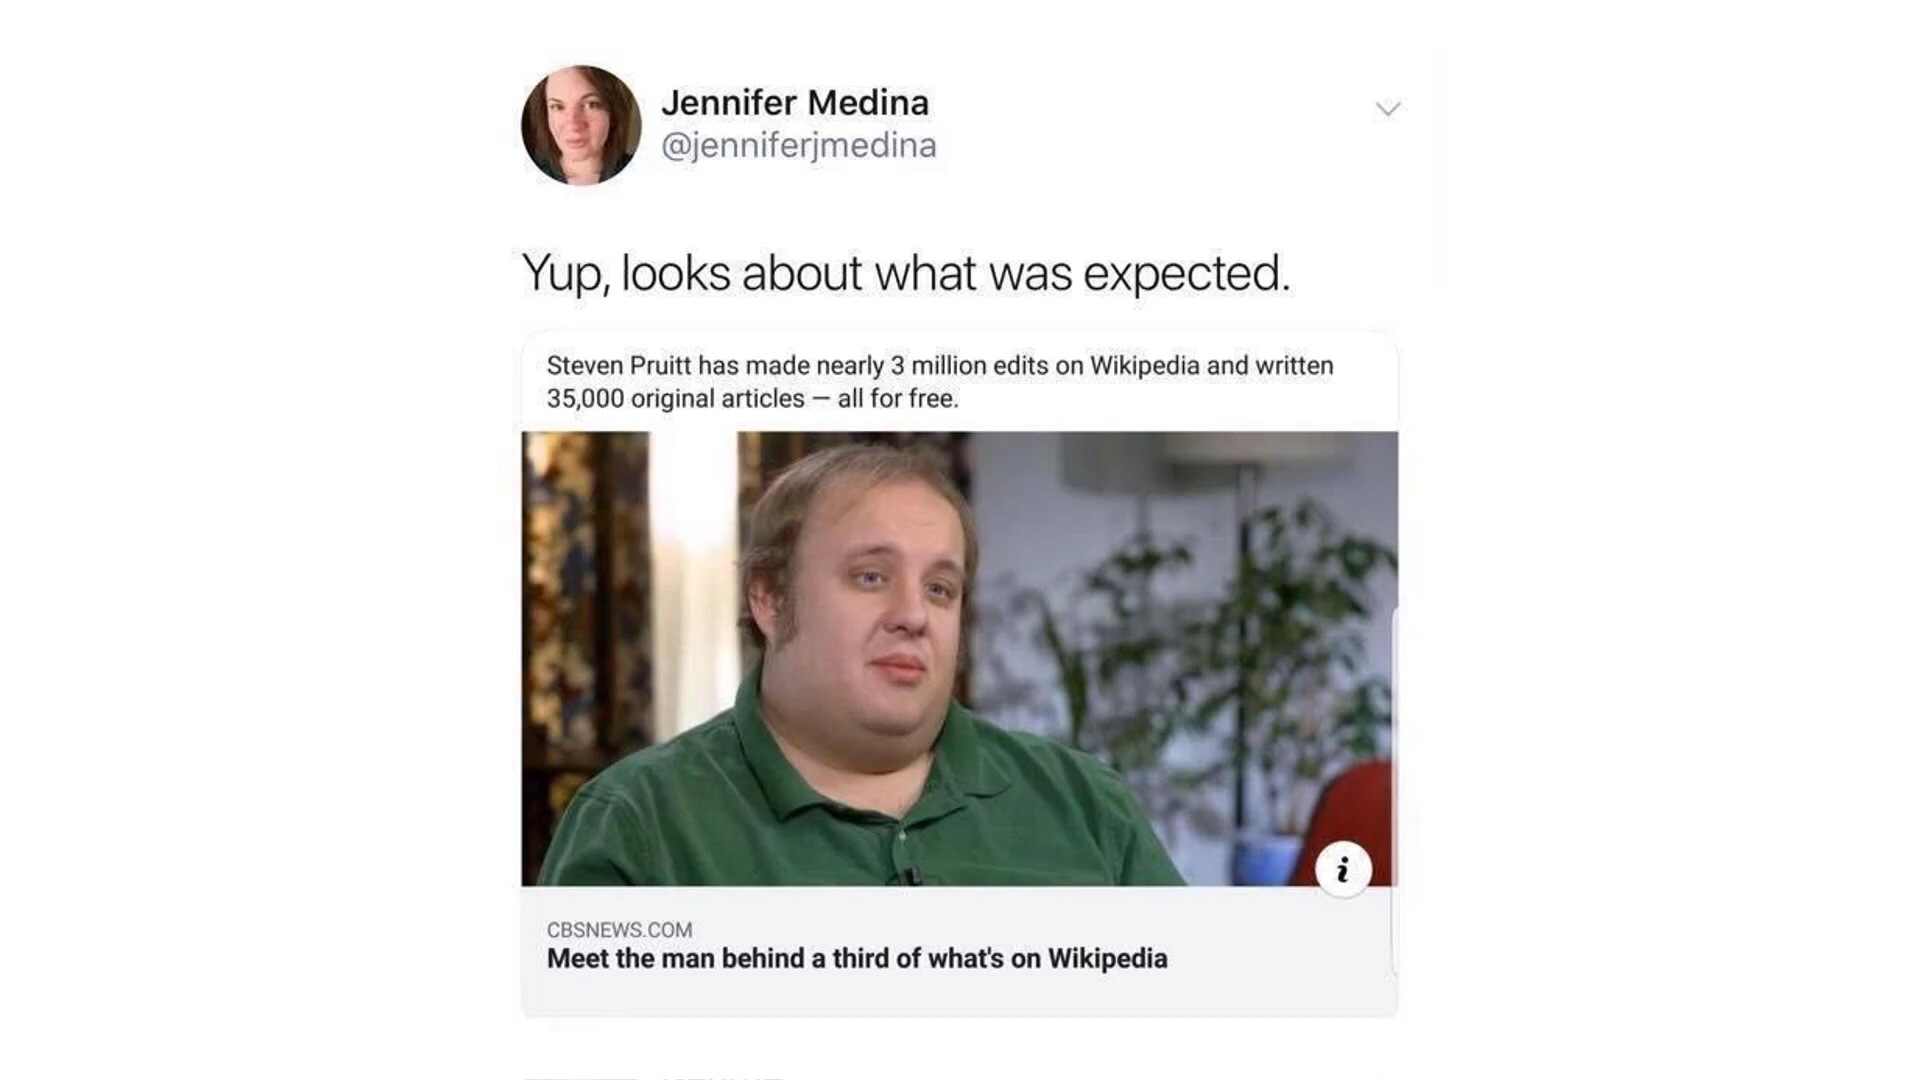 Jennifer Medina
@jenniferjmedina
Yup, looks about what was expected.
Steven Pruitt has made nearly 3 million edits on Wikipedia and written
35,000 original articles — all for free.
i
CBSNEWS.COM
Meet the man behind a third of what's on Wikipedia